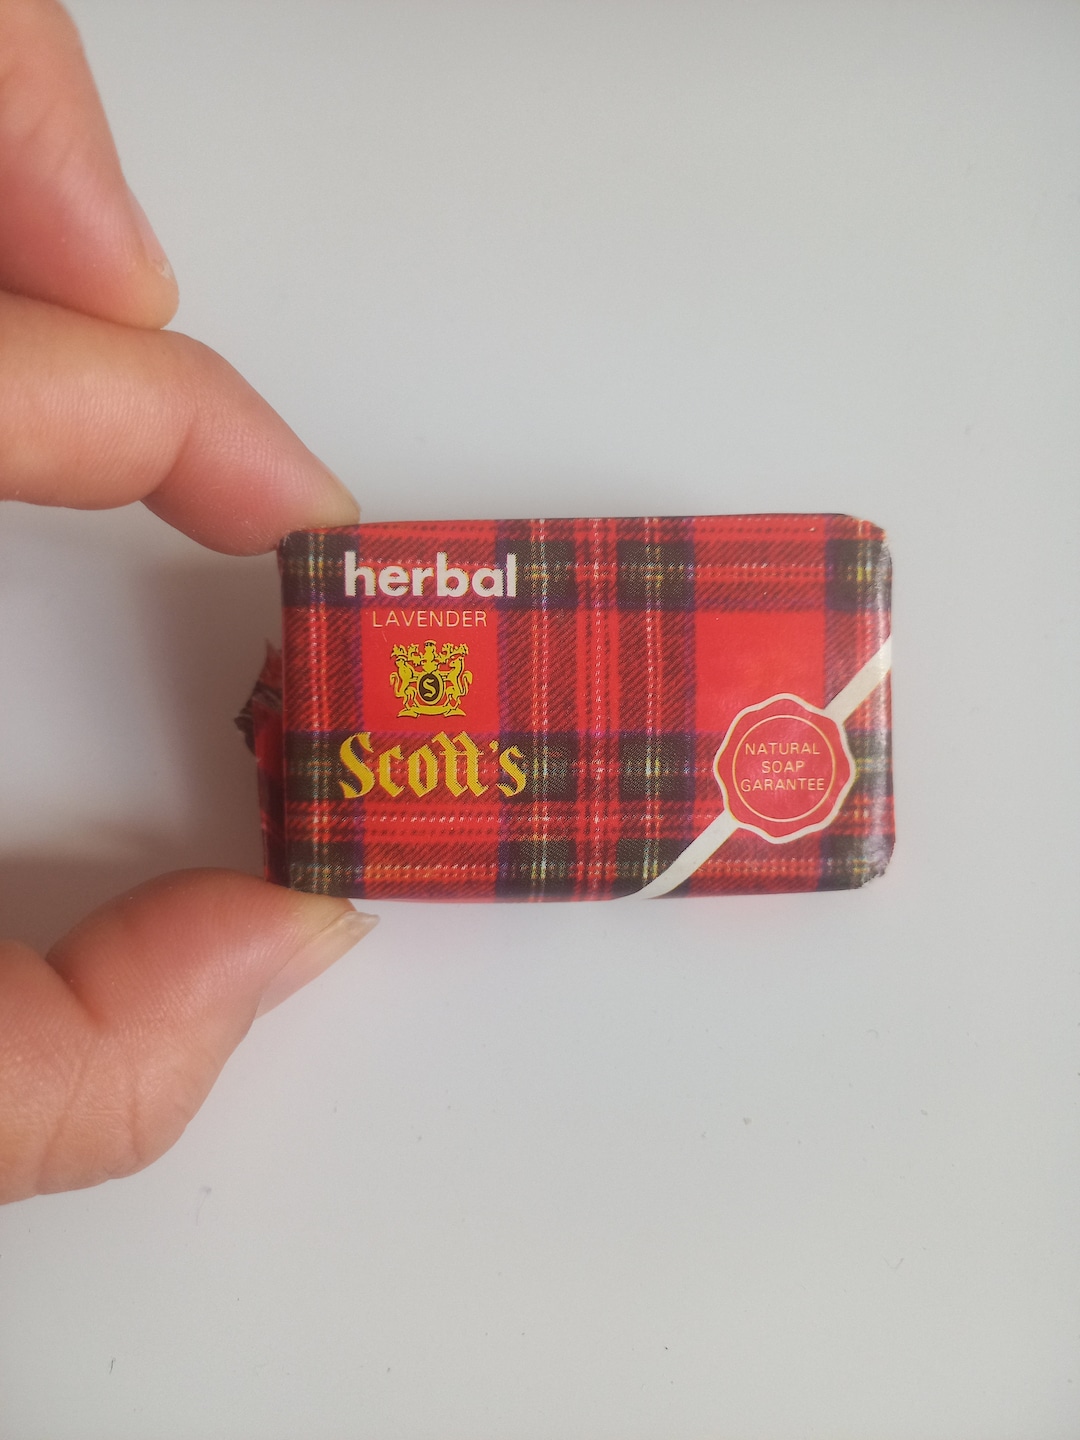 herbal
LAVENDER
S
Scott's
NATURAL
SOAP
GARANTEE